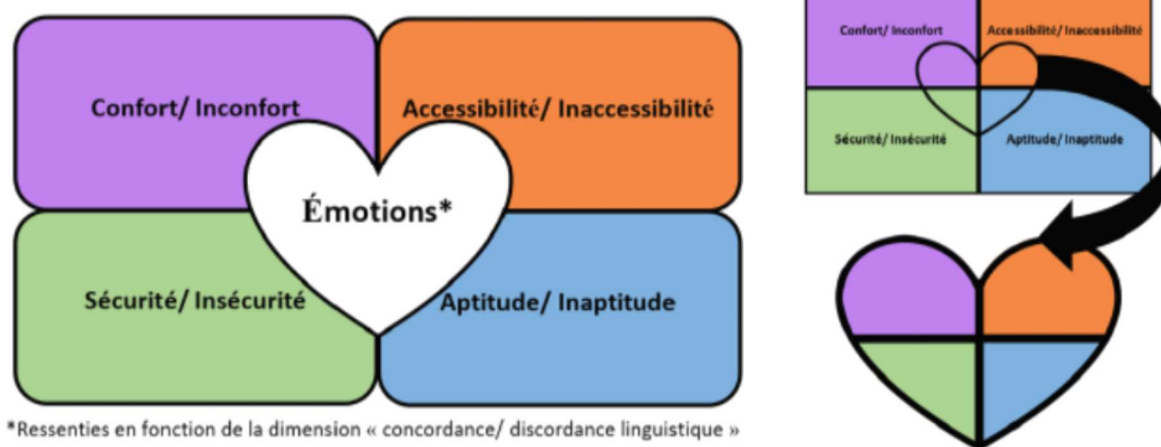 Confort/ Inconfort
Accessibilité/ Inaccessibilité
Émotions*
Sécurité/ Insécurité
Aptitude/ Inaptitude
*Ressenties en fonction de la dimension « concordance/ discordance linguistique »
Confort/ Inconfort
Accessibilité/ Inaccessibilité
Sécurité/ Insécurité
Aptitude/ Inaptitude